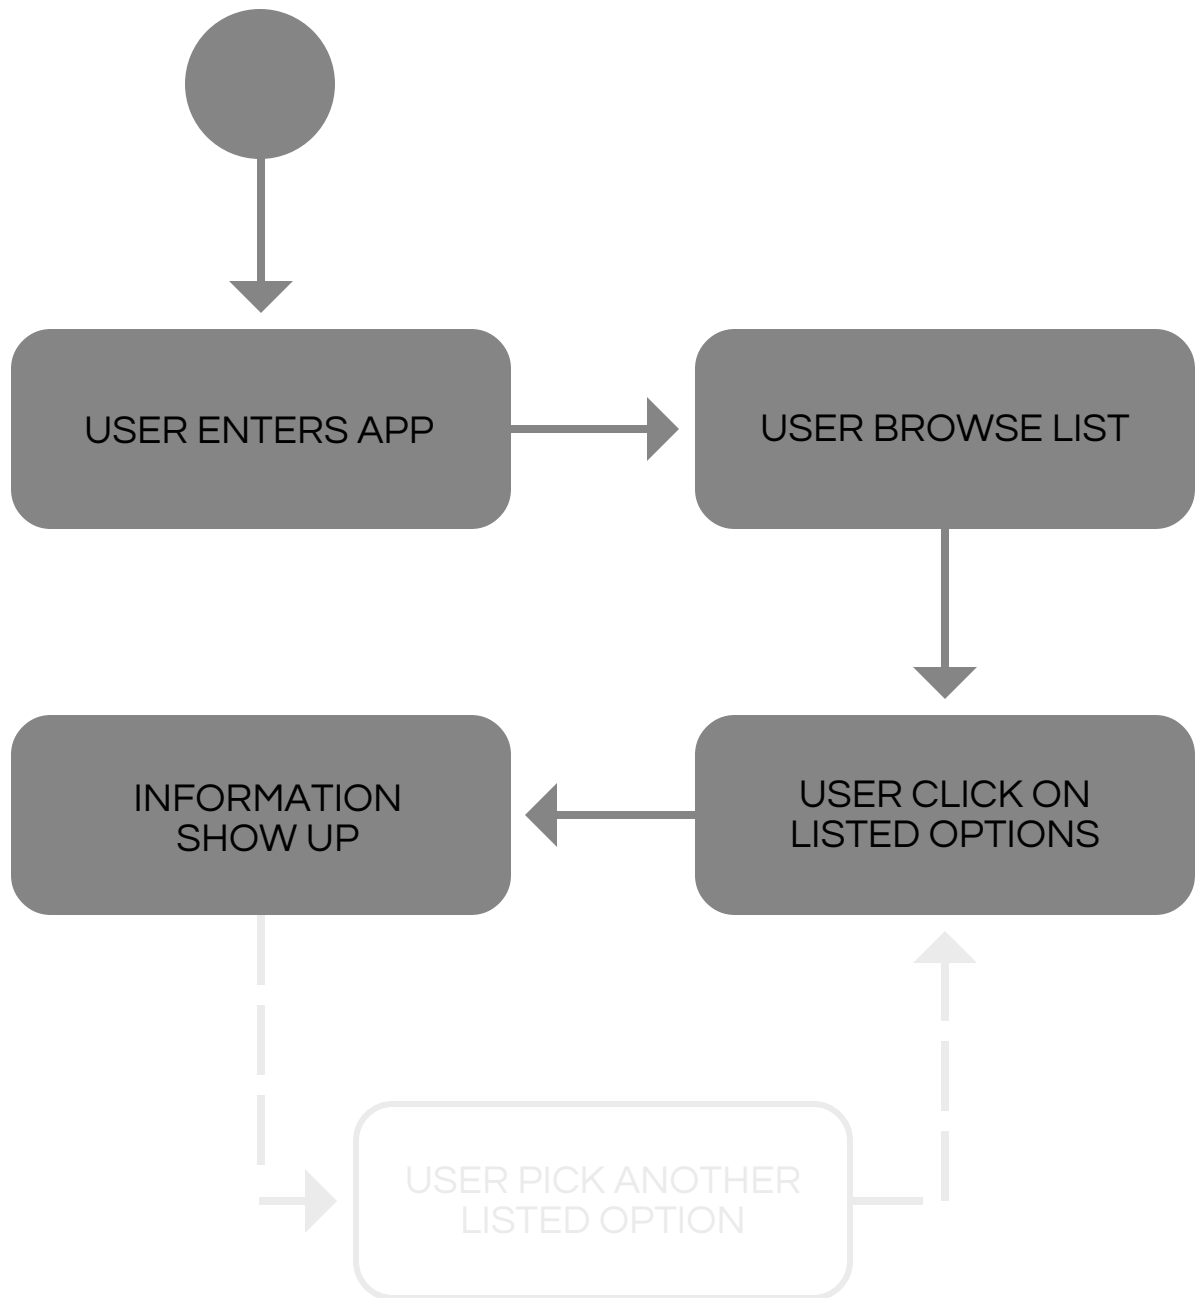 USER ENTERS APP
USER BROWSE LIST
USER CLICK ON
LISTED OPTIONS
INFORMATION
SHOW UP
USER PICK ANOTHER
LISTED OPTION